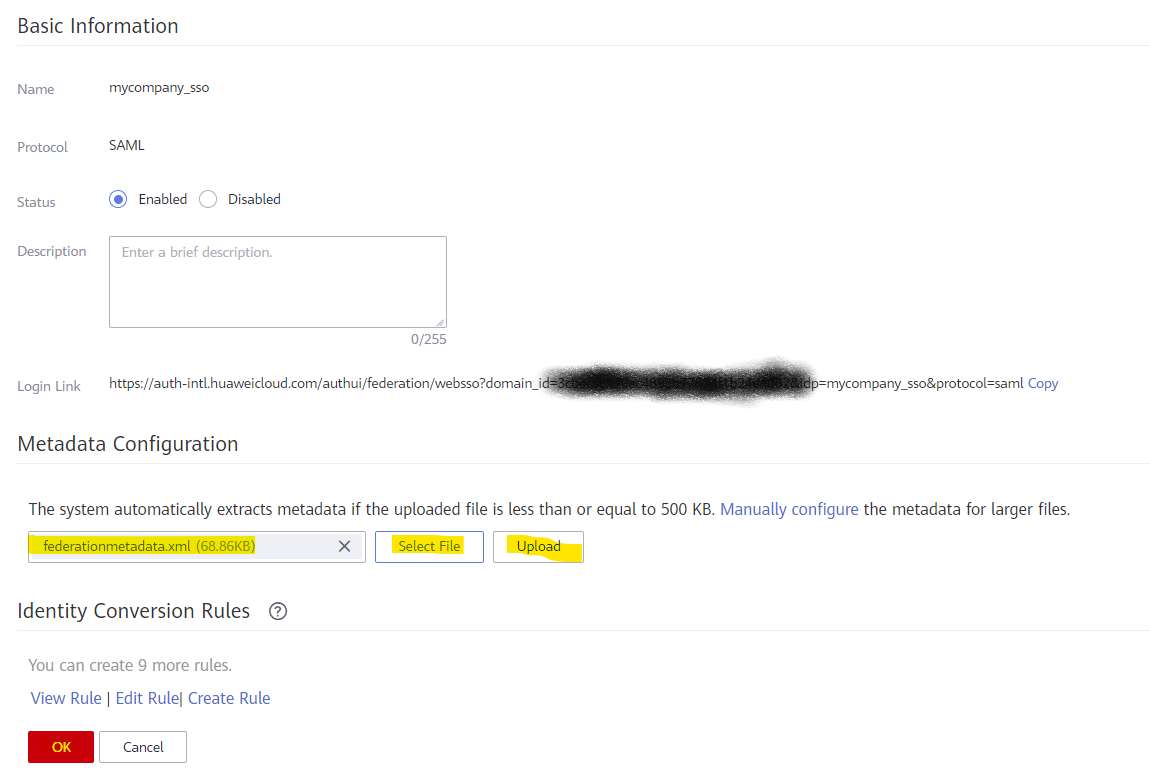 Basic Information
Name mycompany_sso
Protocol SAML
Status Enabled Disabled
Description Enter a brief description.
0/255
Login Link https://auth-intl.huaweicloud.com/authui/federation/websso?domain_id= idp=mycompany_sso&protocol=saml Copy
Metadata Configuration
The system automatically extracts metadata if the uploaded file is less than or equal to 500 KB. Manually configure the metadata for larger files.
federationmetadata.xml (68.86KB) Select File Upload
Identity Conversion Rules
You can create 9 more rules.
View Rule | Edit Rule| Create Rule
OK Cancel